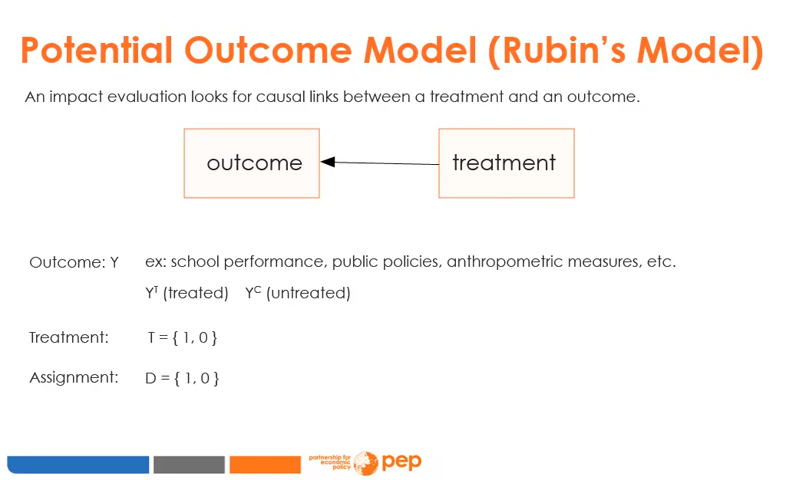 Potential Outcome Model (Rubin's Model)
An impact evaluation looks for causal links between a treatment and an outcome.
outcome
treatment
Outcome: Y ex: school performance, public policies, anthropometric measures, etc.
Yᵀ (treated) Yᶜ (untreated)
Treatment: T = { 1, 0 }
Assignment: D = { 1, 0 }
partnership for
economic
policy
pep